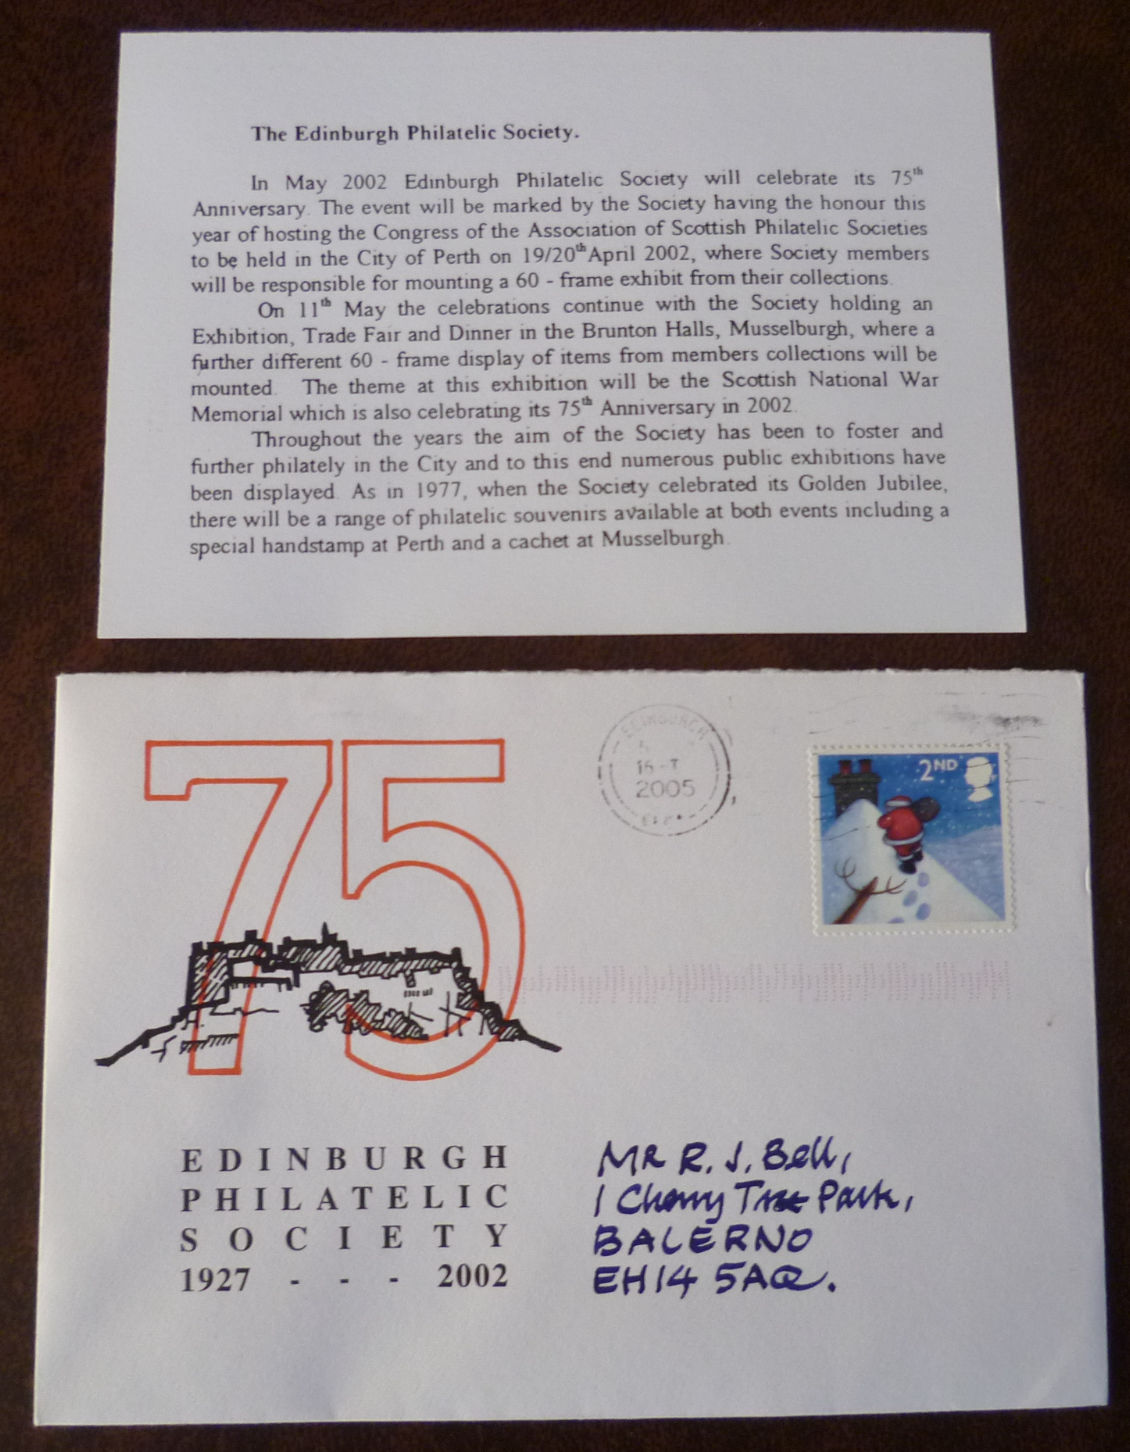 The Edinburgh Philatelic Society.
In May 2002 Edinburgh Philatelic Society will celebrate its 75th
Anniversary. The event will be marked by the Society having the honour this
year of hosting the Congress of the Association of Scottish Philatelic Societies
to be held in the City of Perth on 19/20th April 2002, where Society members
will be responsible for mounting a 60 - frame exhibit from their collections.
On 11th May the celebrations continue with the Society holding an
Exhibition, Trade Fair and Dinner in the Brunton Halls, Musselburgh, where a
further different 60 - frame display of items from members collections will be
mounted. The theme at this exhibition will be the Scottish National War
Memorial which is also celebrating its 75th Anniversary in 2002.
Throughout the years the aim of the Society has been to foster and
further philately in the City and to this end numerous public exhibitions have
been displayed. As in 1977, when the Society celebrated its Golden Jubilee,
there will be a range of philatelic souvenirs available at both events including a
special handstamp at Perth and a cachet at Musselburgh.
75
EDINBURGH
2005
2ND
EDINBURGH
PHILATELIC
SOCIETY
1927 - - - 2002
Mr R. J. Bell,
1 Cherry Tree Park,
BALERNO
EH14 5AQ.